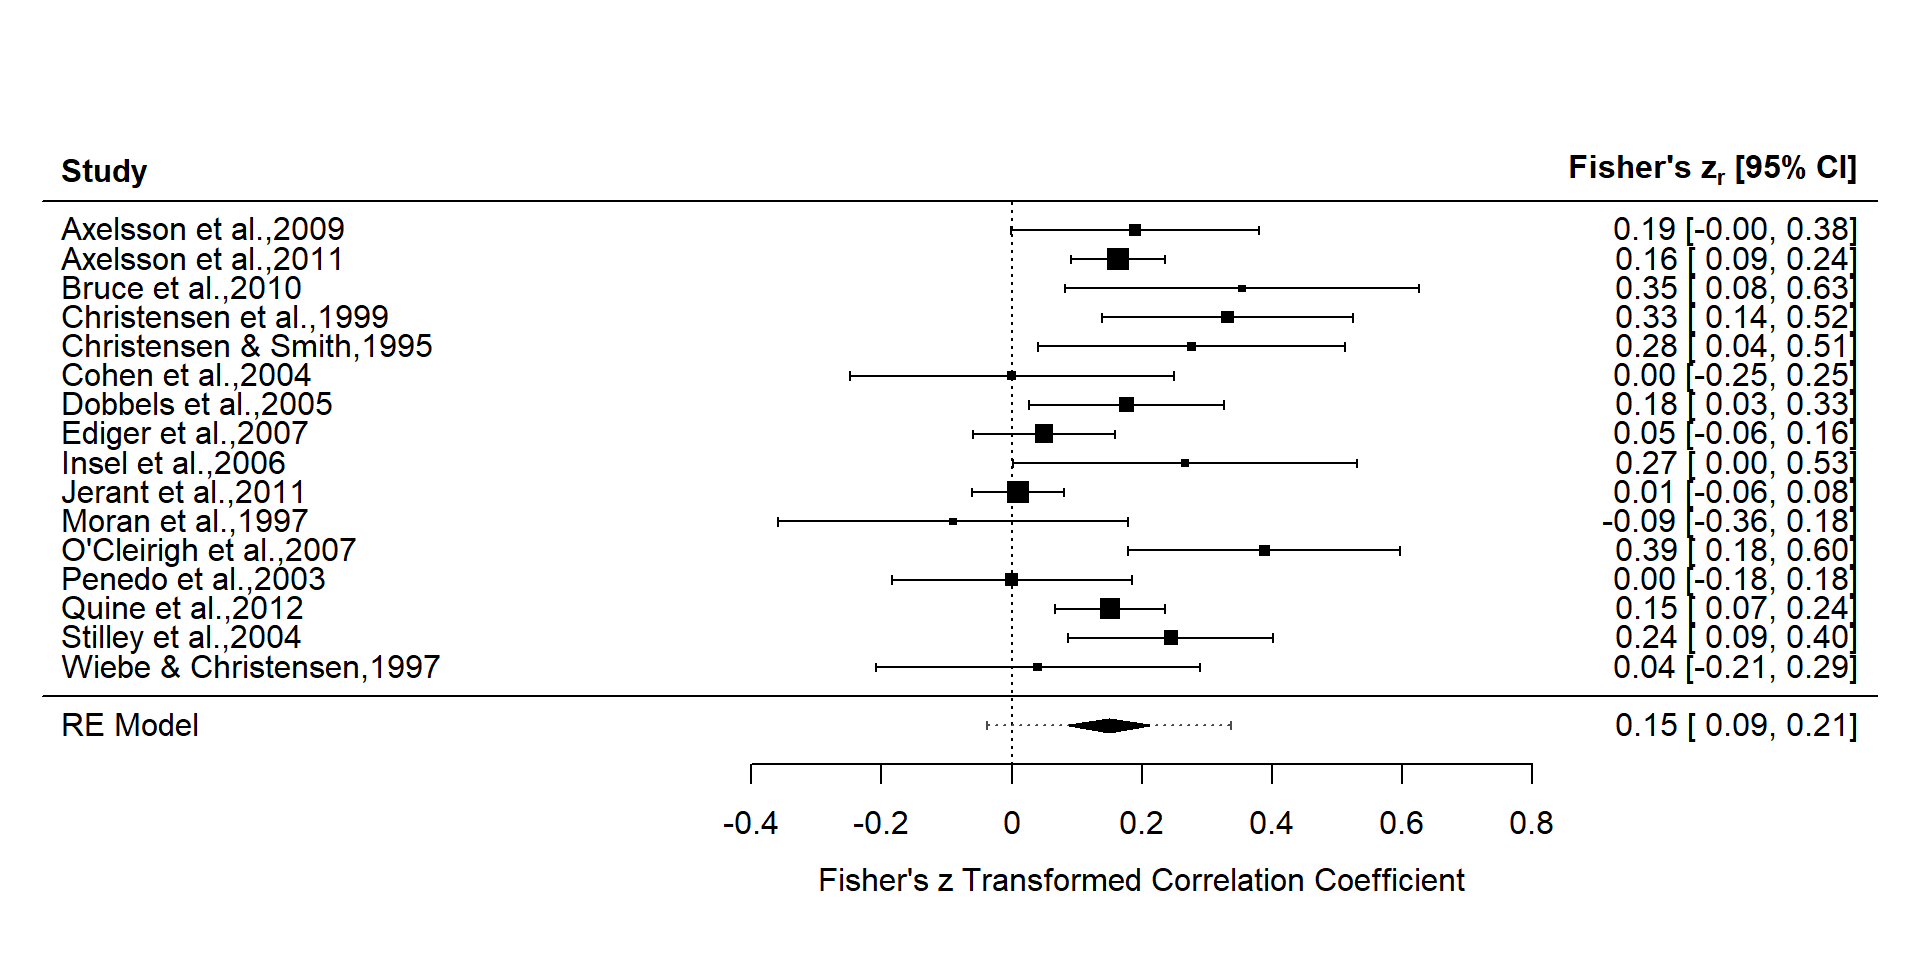 Study Fisher's zr [95% CI]
Axelsson et al.,2009 0.19 [-0.00, 0.38]
Axelsson et al.,2011 0.16 [ 0.09, 0.24]
Bruce et al.,2010 0.35 [ 0.08, 0.63]
Christensen et al.,1999 0.33 [ 0.14, 0.52]
Christensen & Smith,1995 0.28 [ 0.04, 0.51]
Cohen et al.,2004 0.00 [-0.25, 0.25]
Dobbels et al.,2005 0.18 [ 0.03, 0.33]
Ediger et al.,2007 0.05 [-0.06, 0.16]
Insel et al.,2006 0.27 [ 0.00, 0.53]
Jerant et al.,2011 0.01 [-0.06, 0.08]
Moran et al.,1997 -0.09 [-0.36, 0.18]
O'Cleirigh et al.,2007 0.39 [ 0.18, 0.60]
Penedo et al.,2003 0.00 [-0.18, 0.18]
Quine et al.,2012 0.15 [ 0.07, 0.24]
Stilley et al.,2004 0.24 [ 0.09, 0.40]
Wiebe & Christensen,1997 0.04 [-0.21, 0.29]
RE Model 0.15 [ 0.09, 0.21]
-0.4 -0.2 0 0.2 0.4 0.6 0.8
Fisher's z Transformed Correlation Coefficient